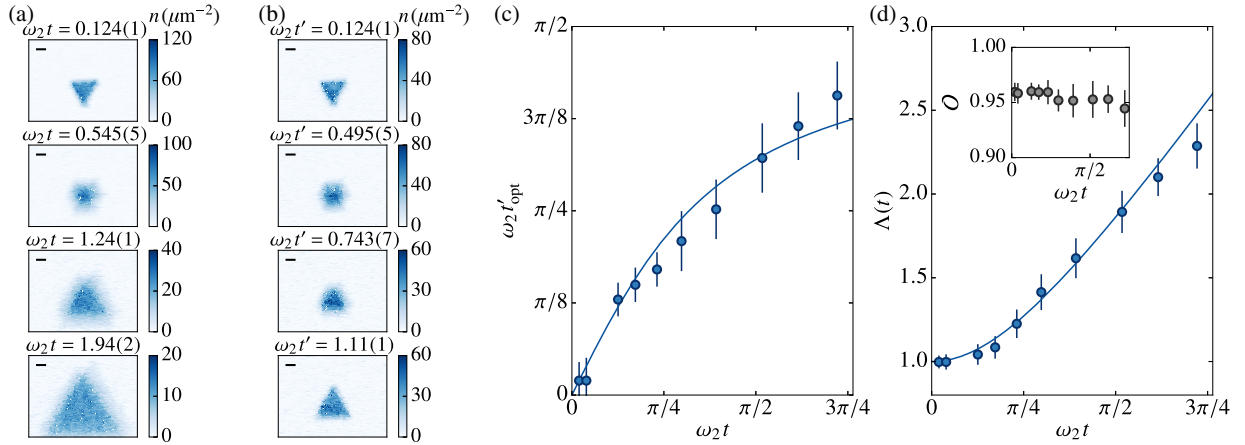 (a)
n(μm⁻²)
ω₂t = 0.124(1)
120
60
0
ω₂t = 0.545(5)
100
50
0
ω₂t = 1.24(1)
40
20
0
ω₂t = 1.94(2)
20
10
0
(b)
n(μm⁻²)
ω₂t′ = 0.124(1)
80
40
0
ω₂t′ = 0.495(5)
80
40
0
ω₂t′ = 0.743(7)
60
30
0
ω₂t′ = 1.11(1)
60
30
0
(c)
π/2
3π/8
π/4
π/8
0
ω₂t′opt
0
π/4
π/2
3π/4
ω₂t
(d)
3.0
2.5
2.0
1.5
1.0
Λ(t)
0
π/4
π/2
3π/4
ω₂t
1.00
0.95
0.90
O
0
π/2
ω₂t